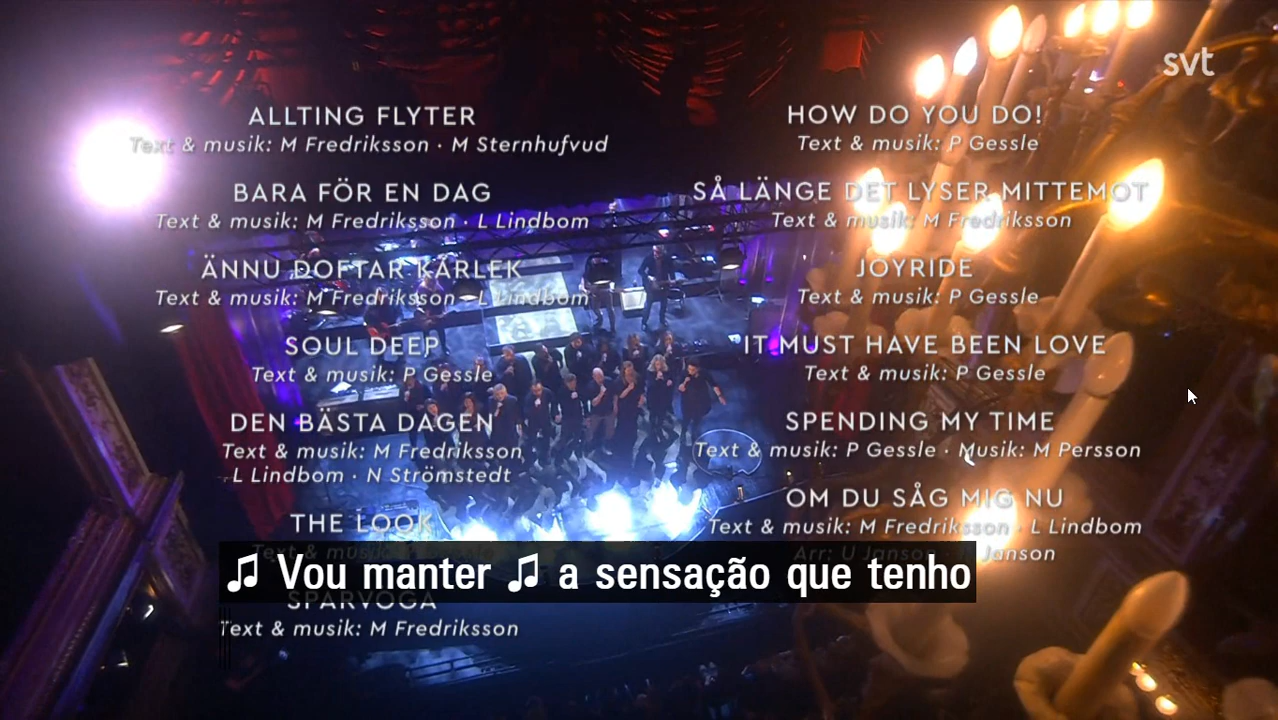 svt
ALLTING FLYTER
Text & musik: M Fredriksson · M Sternhufvud
BARA FÖR EN DAG
Text & musik: M Fredriksson · L Lindbom
ÄNNU DOFTAR KÄRLEK
Text & musik: M Fredriksson · L Lindbom
SOUL DEEP
Text & musik: P Gessle
DEN BÄSTA DAGEN
Text & musik: M Fredriksson
L Lindbom · N Strömstedt
THE LOOK
SPARVÖGA
Text & musik: M Fredriksson
HOW DO YOU DO!
Text & musik: P Gessle
SÅ LÄNGE DET LYSER MITTEMOT
Text & musik: M Fredriksson
JOYRIDE
Text & musik: P Gessle
IT MUST HAVE BEEN LOVE
Text & musik: P Gessle
SPENDING MY TIME
Text & musik: P Gessle · Musik: M Persson
OM DU SÅG MIG NU
Text & musik: M Fredriksson · L Lindbom
Arr: U Janson · Janson
♫ Vou manter ♫ a sensação que tenho